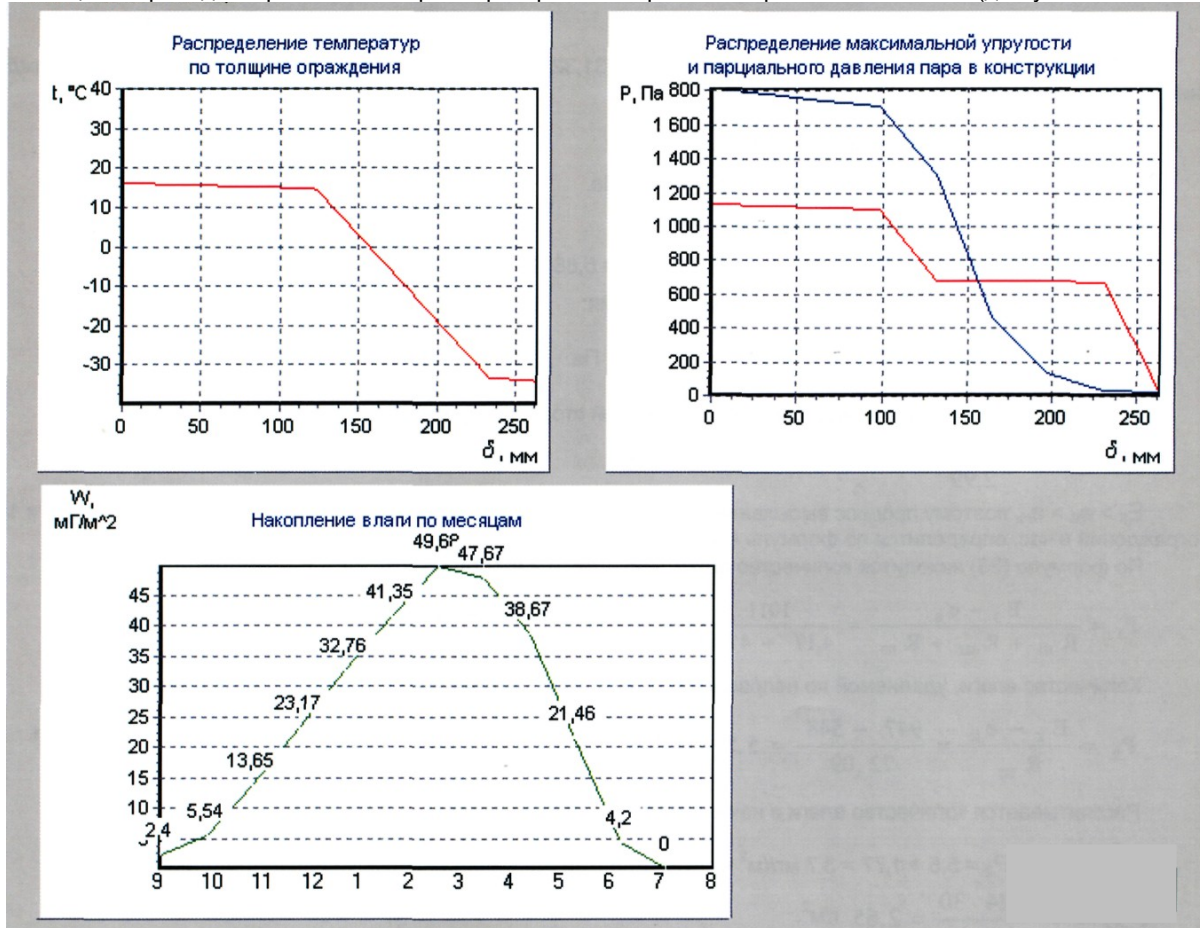 Распределение температур
по толщине ограждения
t, °C
40
30
20
10
0
-10
-20
-30
0 50 100 150 200 250
δ, мм
Распределение максимальной упругости
и парциального давления пара в конструкции
P, Па
800
1 600
1 400
1 200
1 000
800
600
400
200
0
0 50 100 150 200 250
δ, мм
W,
мГ/м^2
Накопление влаги по месяцам
45
40
35
30
25
20
15
10
2,4
5,54
13,65
23,17
32,76
41,35
47,67
38,67
21,46
4,2
0
9 10 11 12 1 2 3 4 5 6 7 8